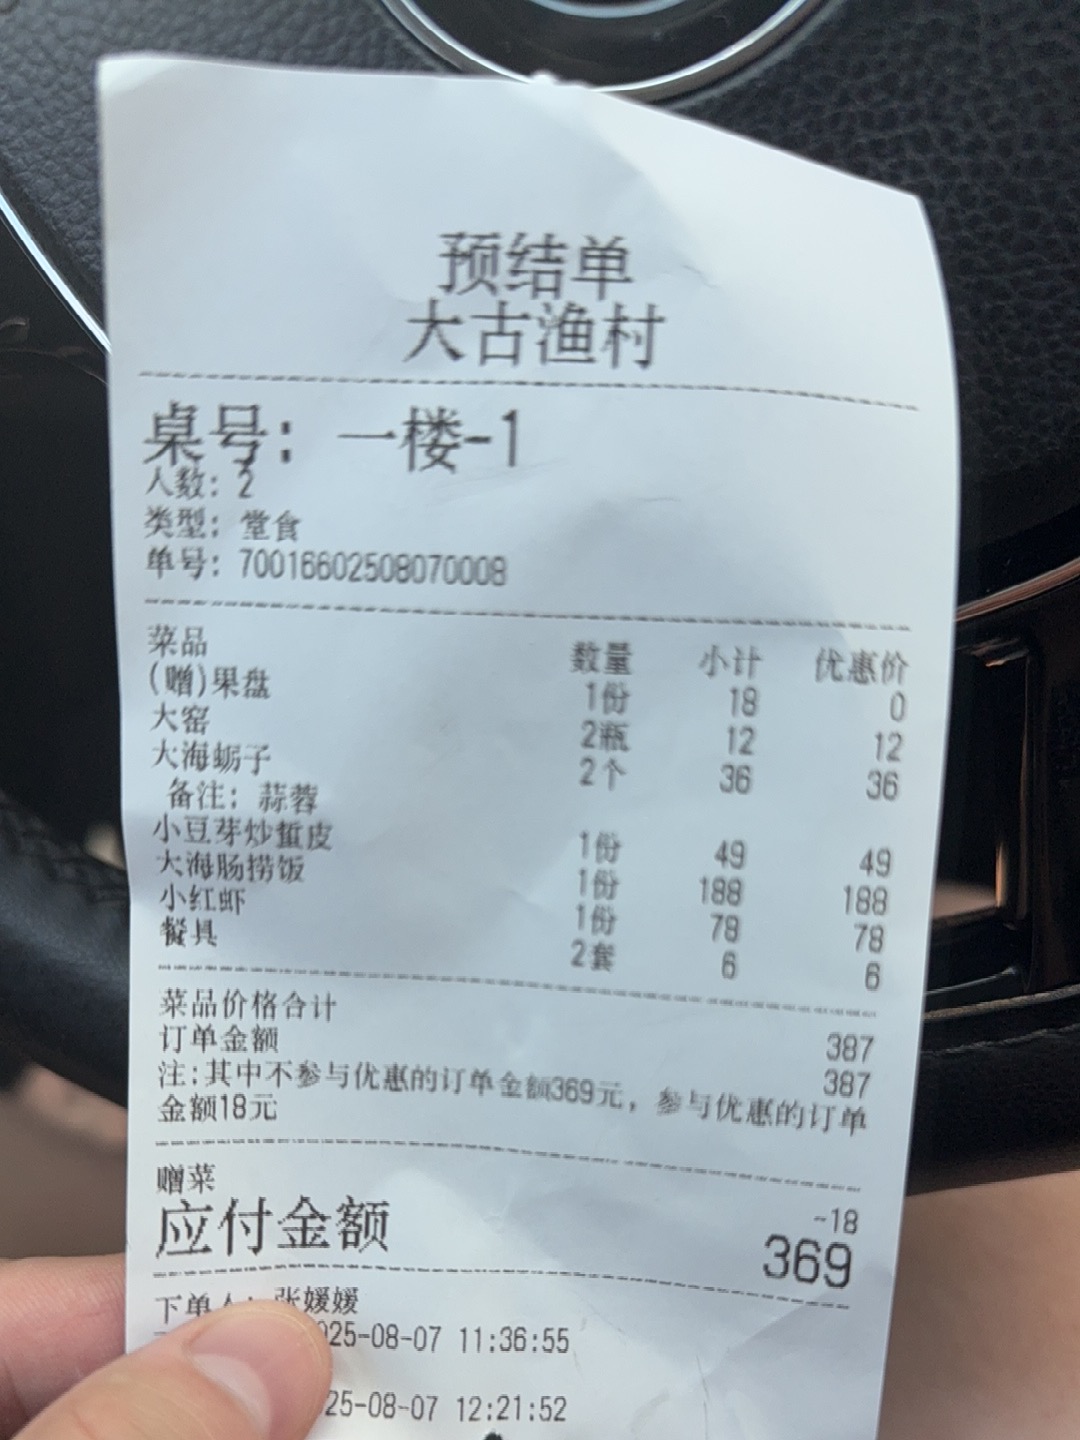 预结单
大古渔村
桌号: 一楼-1
人数: 2
类型: 堂食
单号: 70016602508070008
菜品 数量 小计 优惠价
(赠)果盘 1份 18 0
大窑 2瓶 12 12
大海蛎子 2个 36 36
备注: 蒜蓉
小豆芽炒蜇皮 1份 49 49
大海肠捞饭 1份 188 188
小红虾 1份 78 78
餐具 2套 6 6
菜品价格合计 387
订单金额 387
注:其中不参与优惠的订单金额369元, 参与优惠的订单
金额18元
赠菜 -18
应付金额 369
下单人: 张媛媛
025-08-07 11:36:55
25-08-07 12:21:52